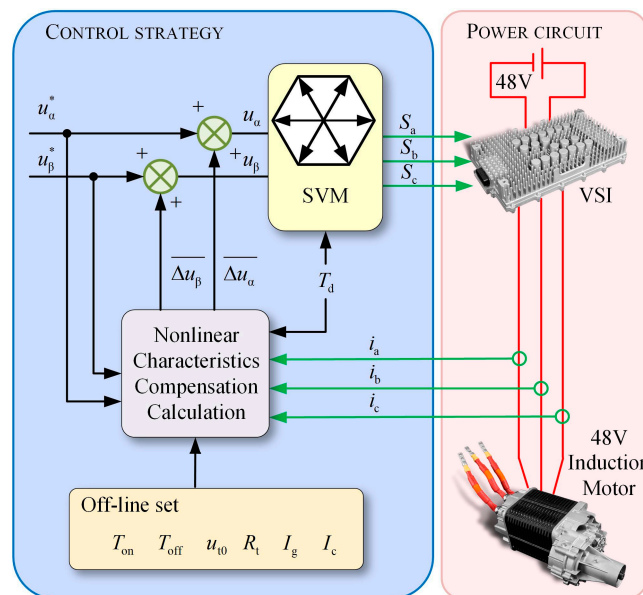 CONTROL STRATEGY
POWER CIRCUIT
48V
u*α
+
uα
Sa
u*β
+
+
uβ
Sb
+
Sc
SVM
VSI
Δuβ
Δuα
Td
Nonlinear
Characteristics
Compensation
Calculation
ia
ib
ic
48V
Induction
Motor
Off-line set
Ton Toff ut0 Rt Ig Ic